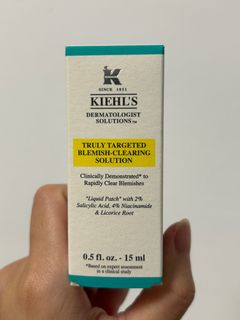 K
SINCE 1851
KIEHL'S
DERMATOLOGIST
SOLUTIONS™
TRULY TARGETED
BLEMISH-CLEARING
SOLUTION
Clinically Demonstrated* to
Rapidly Clear Blemishes
"Liquid Patch" with 2%
Salicylic Acid, 4% Niacinamide
& Licorice Root
0.5 fl. oz. - 15 ml
*Based on expert assessment
in a clinical study